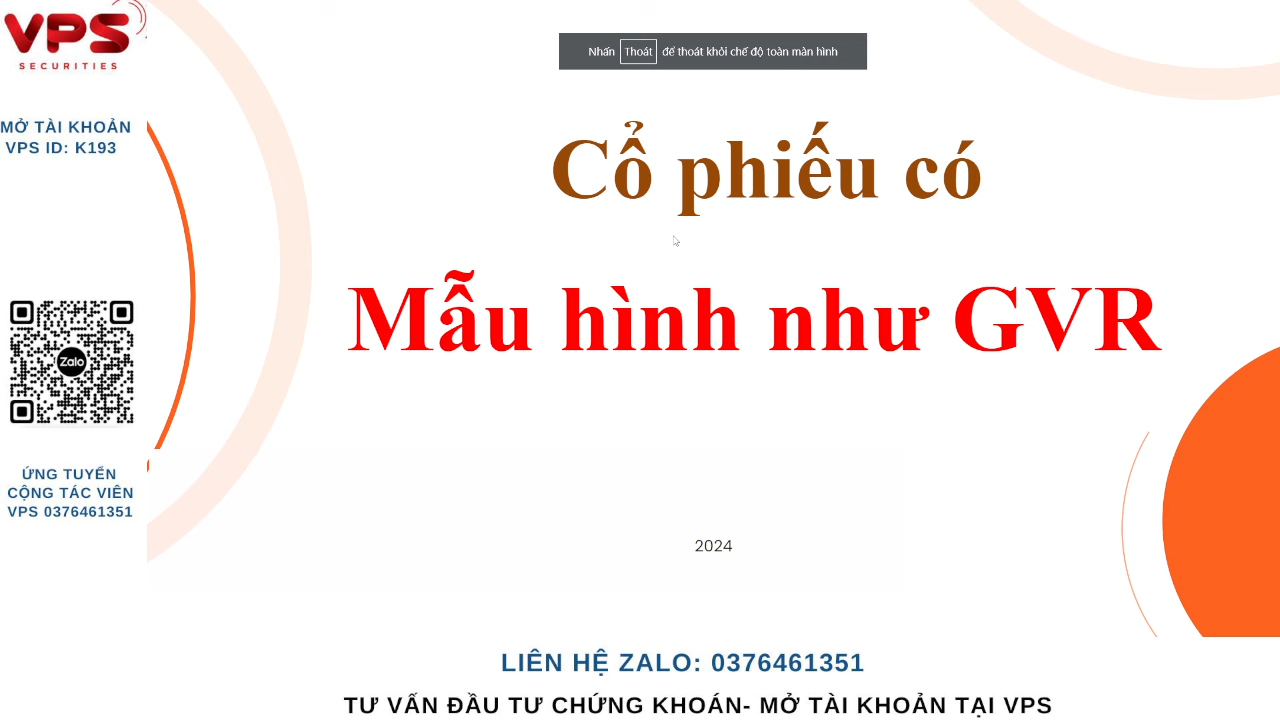 VPS
SECURITIES
MỞ TÀI KHOẢN
VPS ID: K193
Zalo
ỨNG TUYỂN
CỘNG TÁC VIÊN
VPS 0376461351
Nhấn Thoát để thoát khỏi chế độ toàn màn hình
Cổ phiếu có
Mẫu hình như GVR
2024
LIÊN HỆ ZALO: 0376461351
TƯ VẤN ĐẦU TƯ CHỨNG KHOÁN- MỞ TÀI KHOẢN TẠI VPS